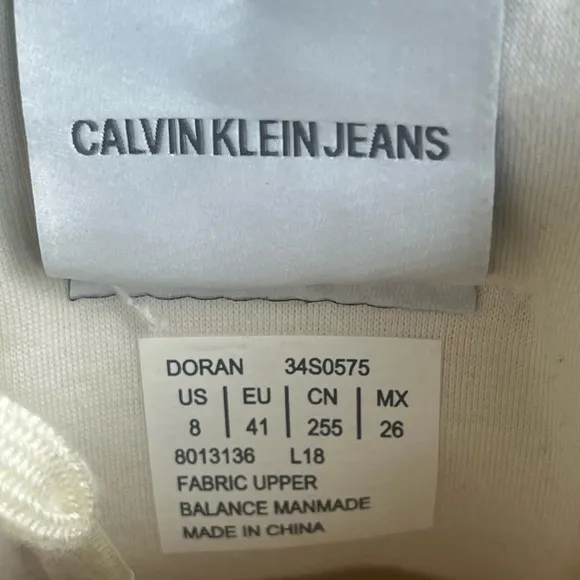 CALVIN KLEIN JEANS
DORAN 34S0575
US EU CN MX
8 41 255 26
8013136 L18
FABRIC UPPER
BALANCE MANMADE
MADE IN CHINA